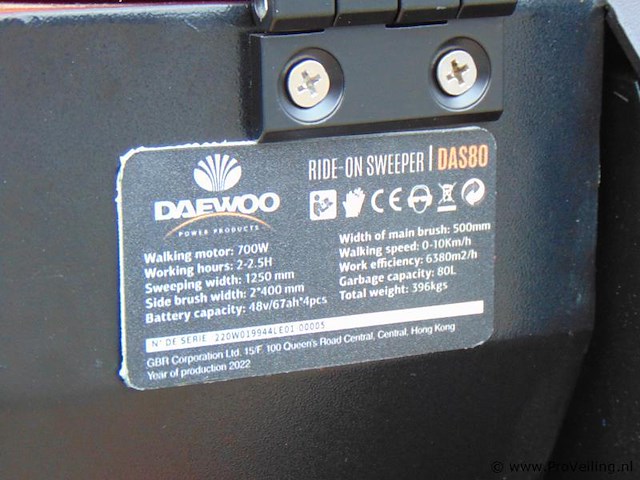 DAEWOO
POWER PRODUCTS
RIDE-ON SWEEPER | DAS80
CE
Walking motor: 700W
Working hours: 2-2.5H
Sweeping width: 1250 mm
Side brush width: 2*400 mm
Battery capacity: 48v/67ah*4pcs
Width of main brush: 500mm
Walking speed: 0-10Km/h
Work efficiency: 6380m2/h
Garbage capacity: 80L
Total weight: 396kgs
N° DE SERIE 220W019944LE01-00005
GBR Corporation Ltd. 15/F. 100 Queen's Road Central, Central, Hong Kong
Year of production 2022
© www.ProVeiling.nl